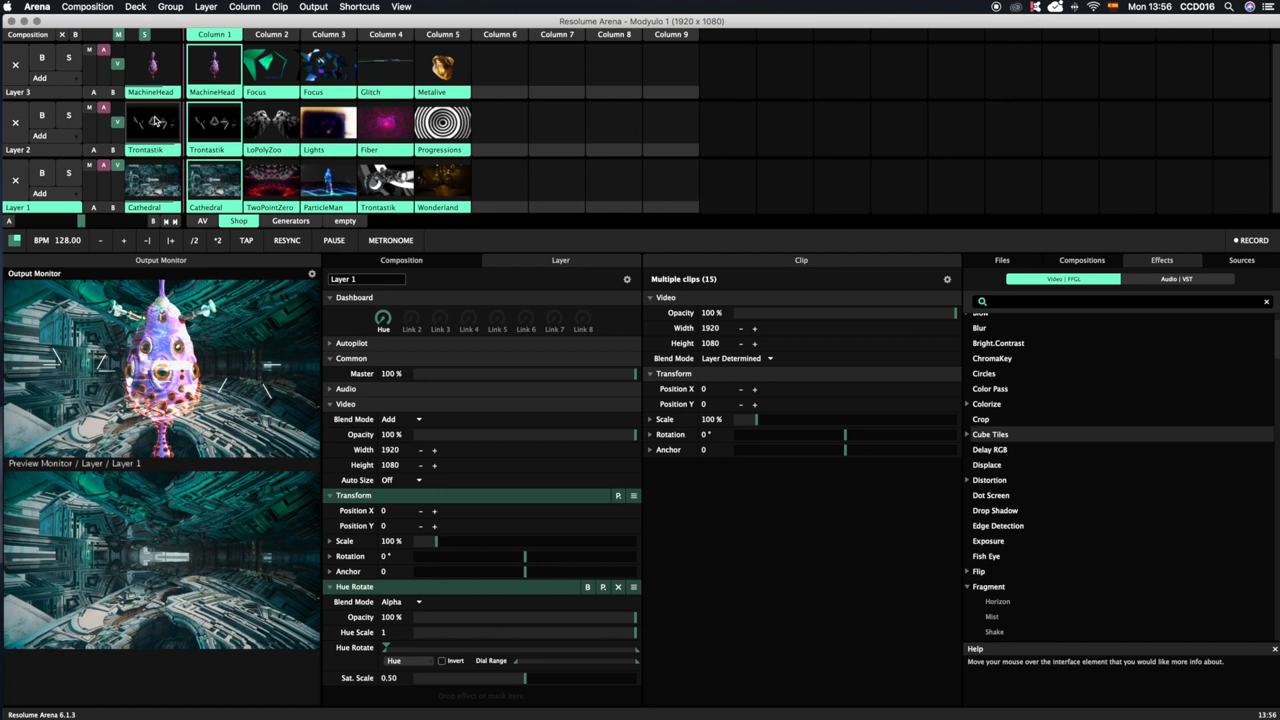 Arena Composition Deck Group Layer Column Clip Output Shortcuts View Mon 13:56 CCD016
Resolume Arena - Modyulo 1 (1920 x 1080)
Composition X B M S Column 1 Column 2 Column 3 Column 4 Column 5 Column 6 Column 7 Column 8 Column 9
M A
B S V
Add
Layer 3 A B MachineHead MachineHead Focus Focus Glitch Metalive
M A
B S V
Add
Layer 2 A B Trontastik Trontastik LoPolyZoo Lights Fiber Progressions
M A V
B S
Add
Layer 1 A B Cathedral Cathedral TwoPointZero ParticleMan Trontastik Wonderland
A B AV Shop Generators empty
BPM 128.00 - + -| |+ /2 *2 TAP RESYNC PAUSE METRONOME RECORD
Output Monitor Composition Layer Clip Files Compositions Effects Sources
Output Monitor
Preview Monitor / Layer / Layer 1
Layer 1
Dashboard
Hue Link 2 Link 3 Link 4 Link 5 Link 6 Link 7 Link 8
Autopilot
Common
Master 100 %
Audio
Video
Blend Mode Add
Opacity 100 %
Width 1920 - +
Height 1080 - +
Auto Size Off
Transform P.
Position X 0 - +
Position Y 0 - +
Scale 100 %
Rotation 0 °
Anchor 0
Hue Rotate B P. X
Blend Mode Alpha
Opacity 100 %
Hue Scale 1
Hue Rotate
Hue Invert Dial Range
Sat. Scale 0.50
Drop effect or mask here.
Multiple clips (15)
Video
Opacity 100 %
Width 1920 - +
Height 1080 - +
Blend Mode Layer Determined
Transform
Position X 0 - +
Position Y 0 - +
Scale 100 %
Rotation 0 °
Anchor 0
Video | FFGL Audio | VST
Blur
Bright.Contrast
ChromaKey
Circles
Color Pass
Colorize
Crop
Cube Tiles
Delay RGB
Displace
Distortion
Dot Screen
Drop Shadow
Edge Detection
Exposure
Fish Eye
Flip
Fragment
Horizon
Mist
Shake
Help
Move your mouse over the interface element that you would like more info about.
Resolume Arena 6.1.3 13:56